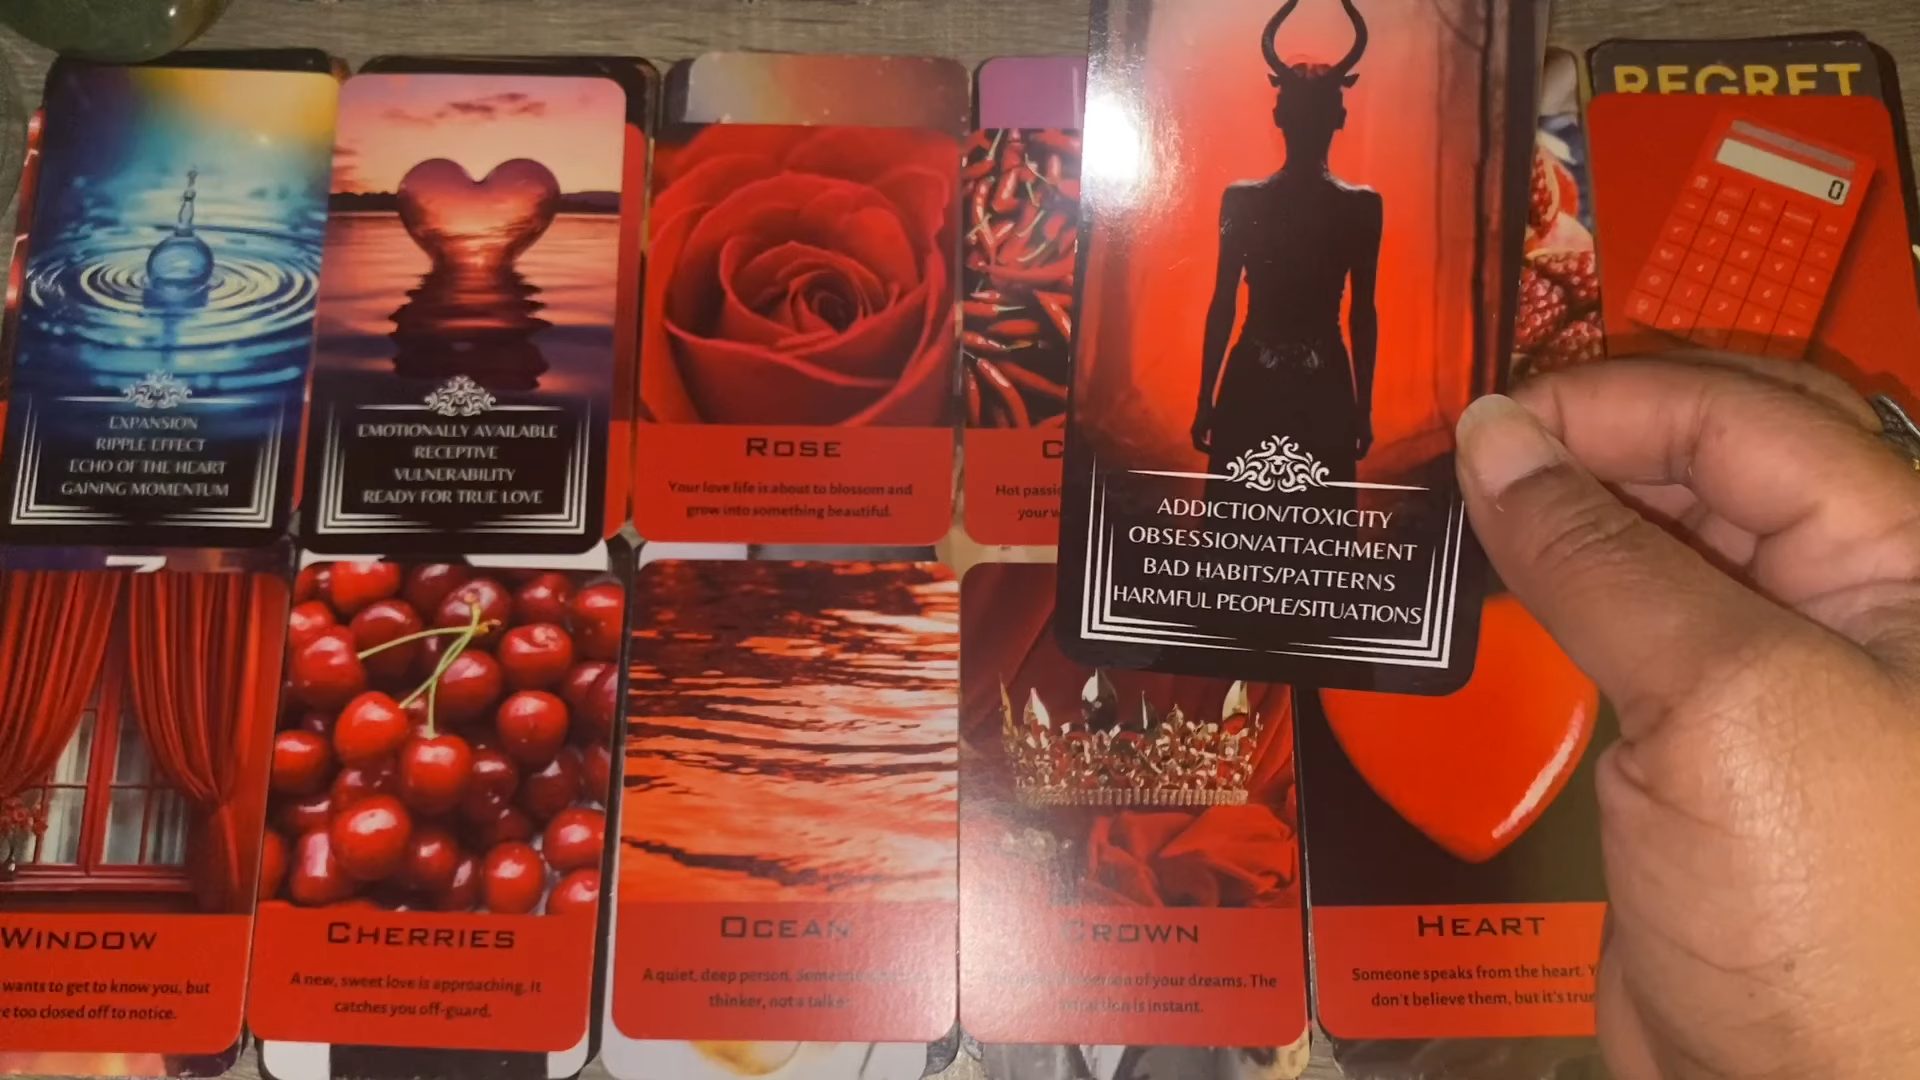 REGRET
0
EXPANSION
RIPPLE EFFECT
ECHO OF THE HEART
GAINING MOMENTUM
EMOTIONALLY AVAILABLE
RECEPTIVE
VULNERABILITY
READY FOR TRUE LOVE
ROSE
Your love life is about to blossom and
grow into something beautiful.
C
Hot
your
ADDICTION/TOXICITY
OBSESSION/ATTACHMENT
BAD HABITS/PATTERNS
HARMFUL PEOPLE/SITUATIONS
WINDOW
wants to get to know you, but
too closed off to notice.
CHERRIES
A new, sweet love is approaching. It
catches you off-guard.
OCEAN
A quiet, deep person.
thinker, not a talker.
CROWN
person of your dreams. The
attraction is instant.
HEART
Someone speaks from the heart.
don't believe them, but it's true